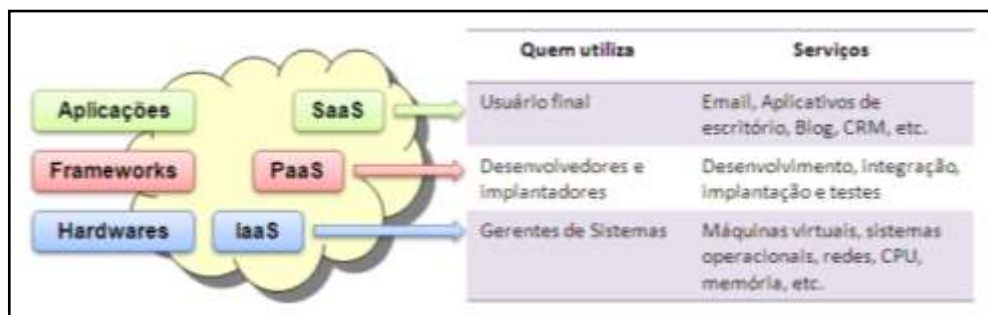 Quem utiliza Serviços
Aplicações SaaS Usuário final Email, Aplicativos de
escritório, Blog, CRM, etc.
Frameworks PaaS Desenvolvedores e Desenvolvimento, integração,
implantadores implantação e testes
Hardwares IaaS Gerentes de Sistemas Máquinas virtuais, sistemas
operacionais, redes, CPU,
memória, etc.